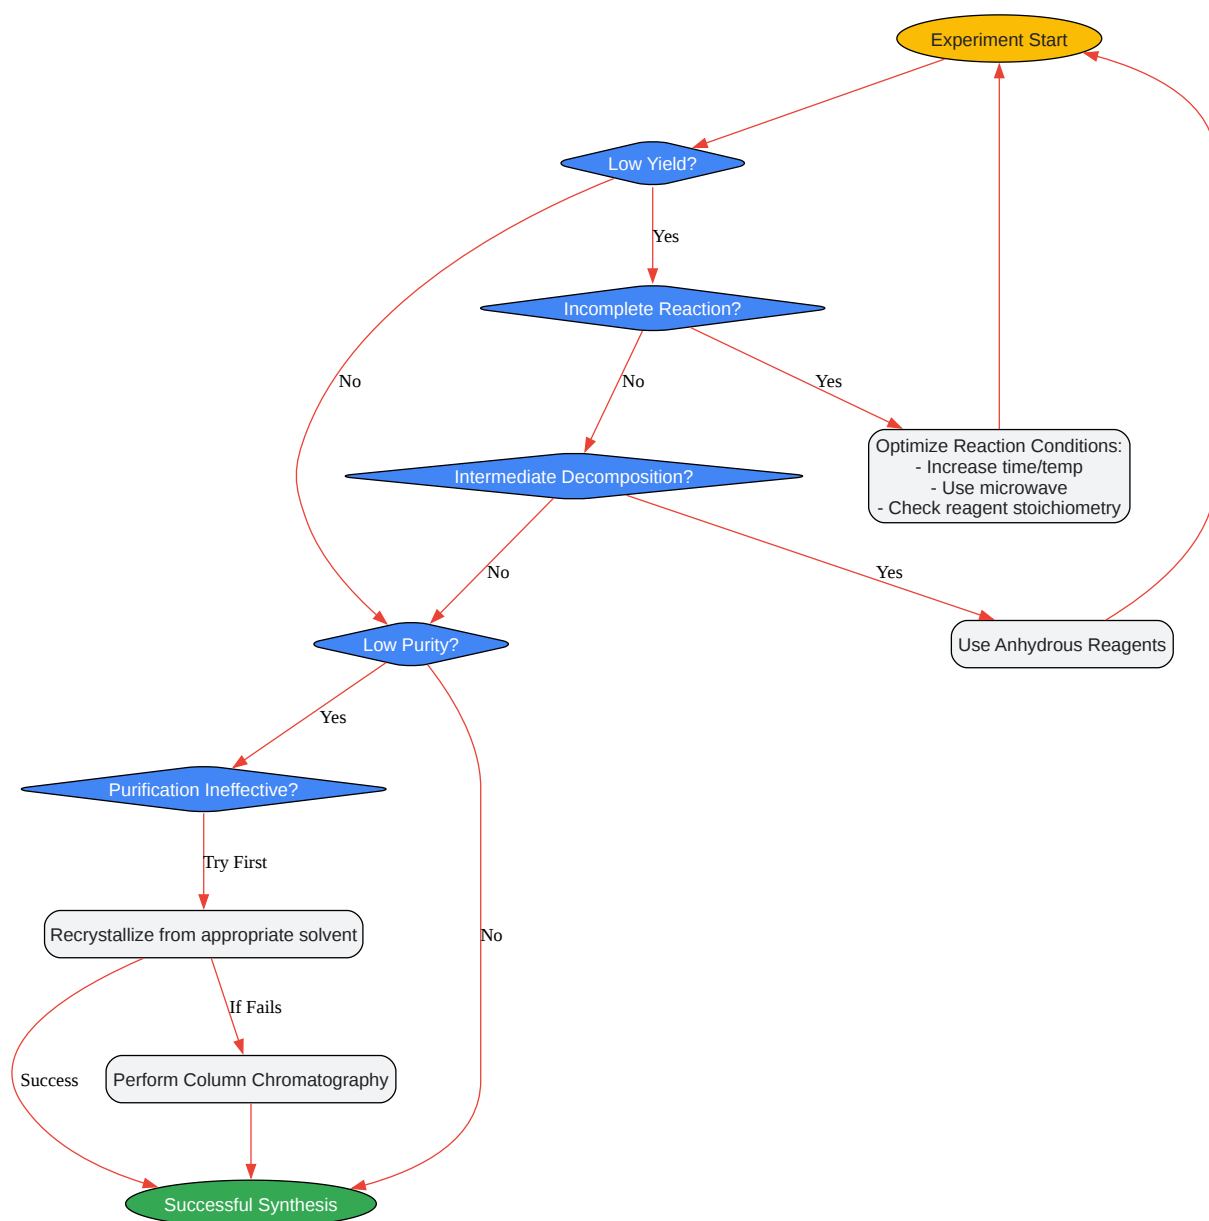 Experiment Start
Low Yield?
Yes
Incomplete Reaction?
No
No
Yes
Optimize Reaction Conditions:
- Increase time/temp
- Use microwave
- Check reagent stoichiometry
Intermediate Decomposition?
No
Yes
Low Purity?
Use Anhydrous Reagents
Yes
Purification Ineffective?
Try First
Recrystallize from appropriate solvent
No
If Fails
Success
Perform Column Chromatography
Successful Synthesis